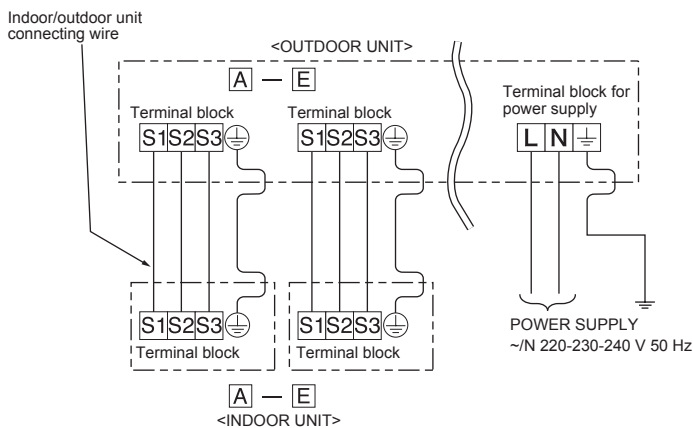 Indoor/outdoor unit
connecting wire
<OUTDOOR UNIT>
A — E
Terminal block for
power supply
Terminal block
Terminal block
S1 S2 S3
S1 S2 S3
L N
S1 S2 S3
S1 S2 S3
Terminal block
Terminal block
POWER SUPPLY
~/N 220-230-240 V 50 Hz
A — E
<INDOOR UNIT>